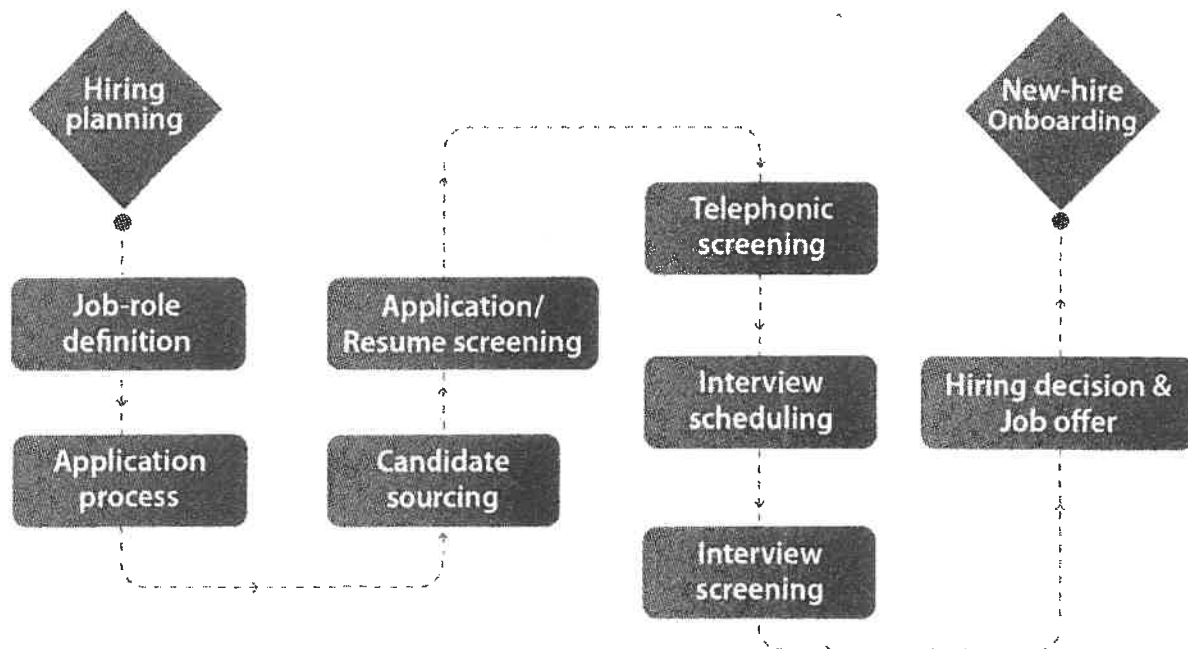 Hiring
planning
Job-role
definition
Application
process
Candidate
sourcing
Application/
Resume screening
Telephonic
screening
Interview
scheduling
Interview
screening
Hiring decision &
Job offer
New-hire
Onboarding